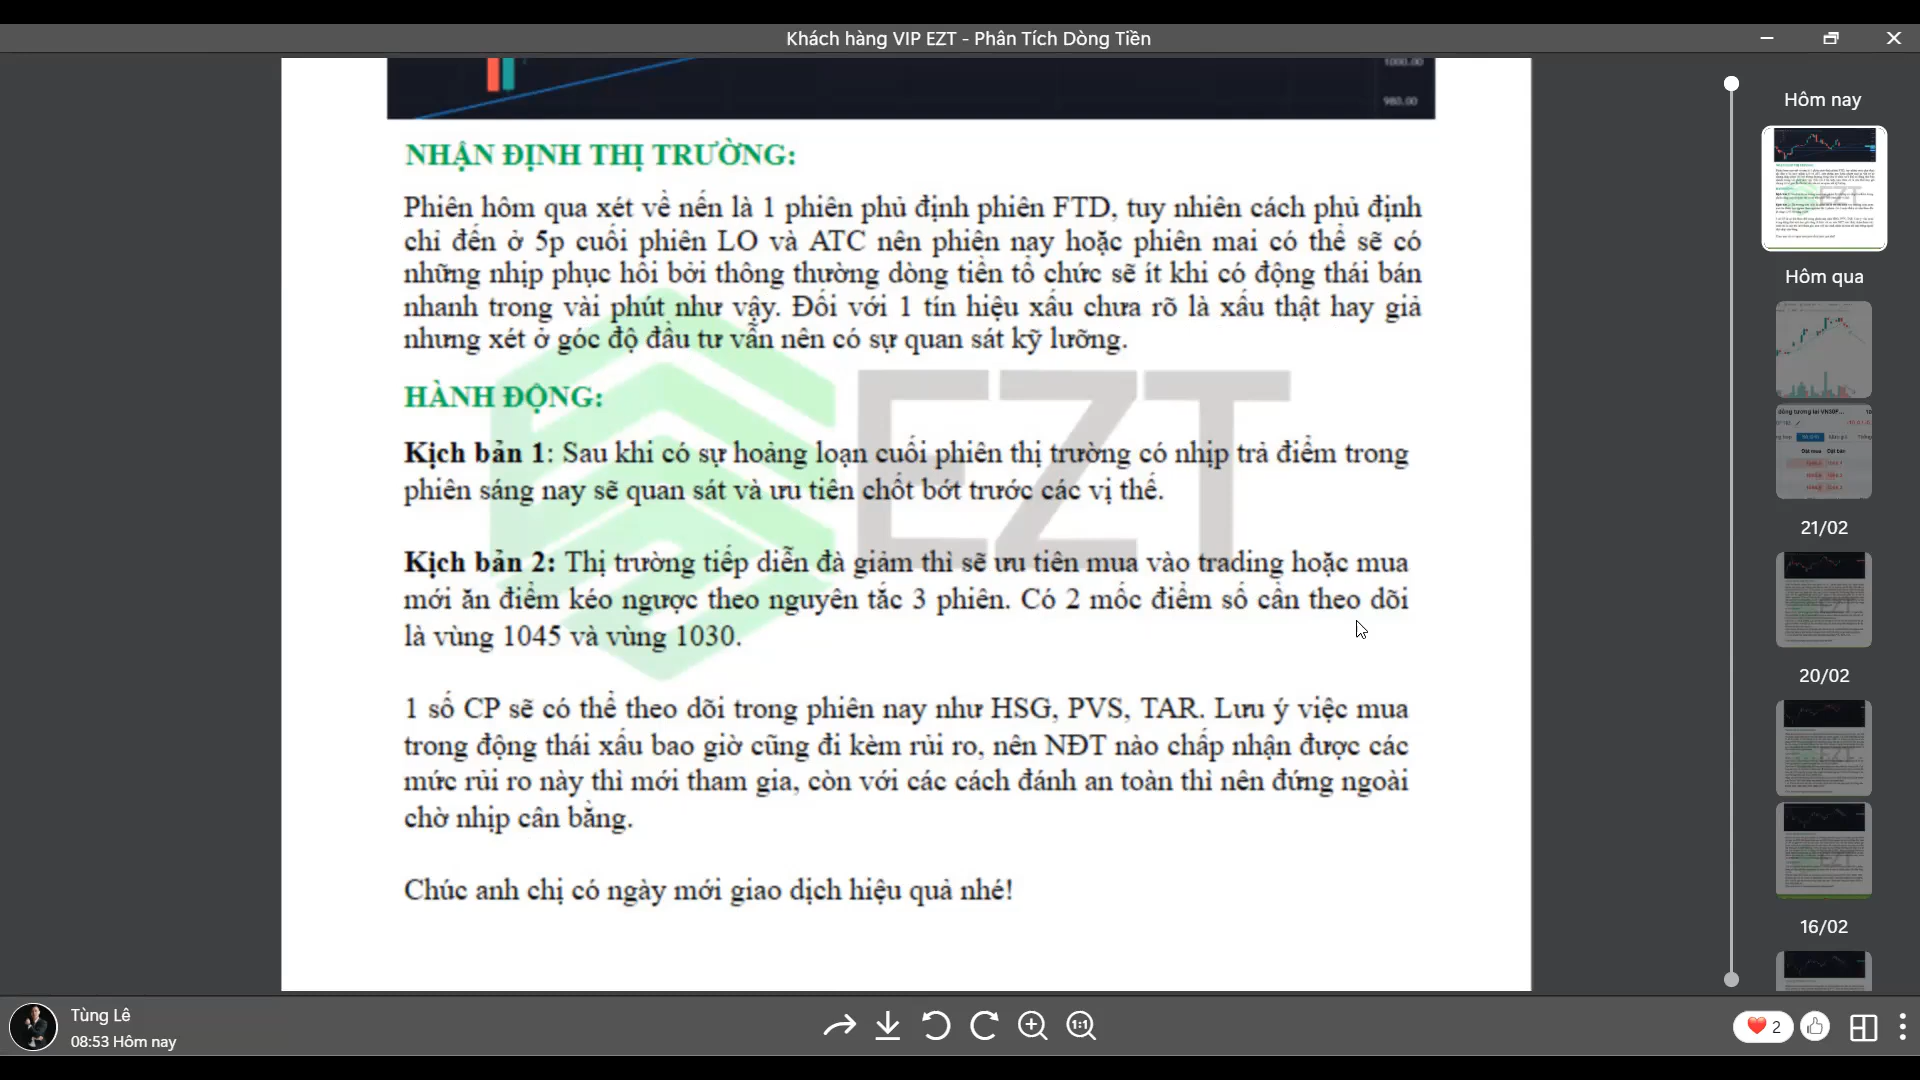 Khách hàng VIP EZT - Phân Tích Dòng Tiền
1000.00
980.00
NHẬN ĐỊNH THỊ TRƯỜNG:
Phiên hôm qua xét về nến là 1 phiên phủ định phiên FTD, tuy nhiên cách phủ định
chỉ đến ở 5p cuối phiên LO và ATC nên phiên nay hoặc phiên mai có thể sẽ có
những nhịp phục hồi bởi thông thường dòng tiền tổ chức sẽ ít khi có động thái bán
nhanh trong vài phút như vậy. Đối với 1 tín hiệu xấu chưa rõ là xấu thật hay giả
nhưng xét ở góc độ đầu tư vẫn nên có sự quan sát kỹ lưỡng.
HÀNH ĐỘNG:
Kịch bản 1: Sau khi có sự hoảng loạn cuối phiên thị trường có nhịp trả điểm trong
phiên sáng nay sẽ quan sát và ưu tiên chốt bớt trước các vị thế.
Kịch bản 2: Thị trường tiếp diễn đà giảm thì sẽ ưu tiên mua vào trading hoặc mua
mới ăn điểm kéo ngược theo nguyên tắc 3 phiên. Có 2 mốc điểm số cần theo dõi
là vùng 1045 và vùng 1030.
1 số CP sẽ có thể theo dõi trong phiên nay như HSG, PVS, TAR. Lưu ý việc mua
trong động thái xấu bao giờ cũng đi kèm rủi ro, nên NĐT nào chấp nhận được các
mức rủi ro này thì mới tham gia, còn với các cách đánh an toàn thì nên đứng ngoài
chờ nhịp cân bằng.
Chúc anh chị có ngày mới giao dịch hiệu quả nhé!
EZT
Hôm nay
Hôm qua
21/02
20/02
16/02
Tùng Lê
08:53 Hôm nay
1:1
2